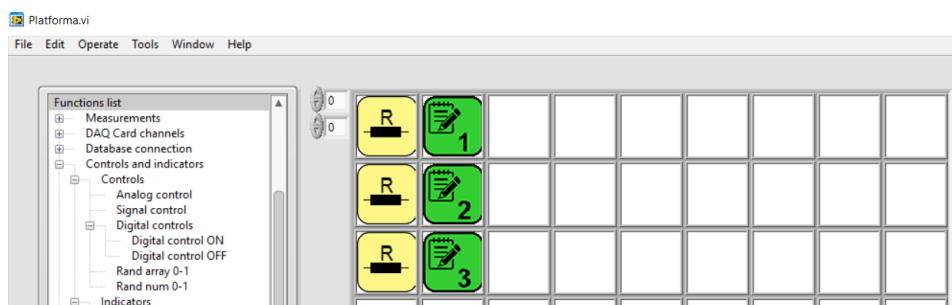 Platforma.vi
File Edit Operate Tools Window Help
Functions list
Measurements
DAQ Card channels
Database connection
Controls and indicators
Controls
Analog control
Signal control
Digital controls
Digital control ON
Digital control OFF
Rand array 0-1
Rand num 0-1
Indicators
0
0
R 1
R 2
R 3